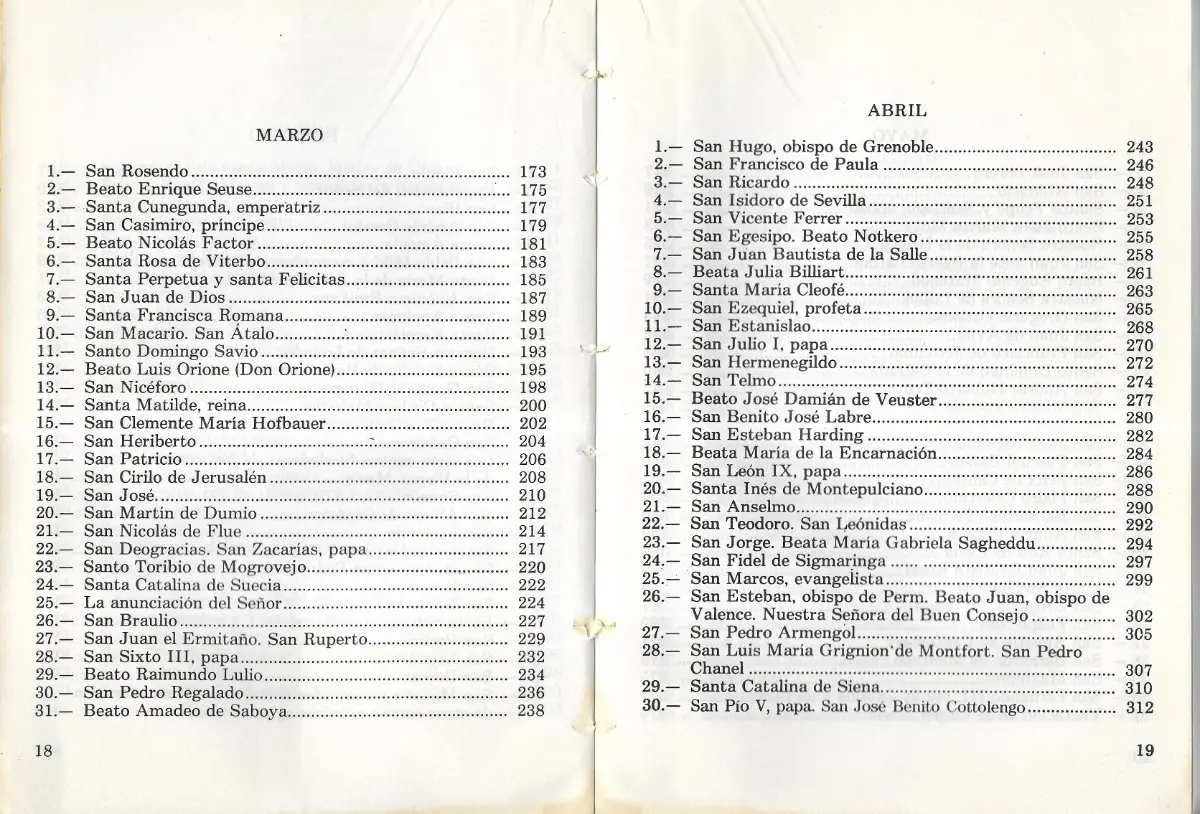 MARZO
1.— San Rosendo 173
2.— Beato Enrique Seuse 175
3.— Santa Cunegunda, emperatriz 177
4.— San Casimiro, príncipe 179
5.— Beato Nicolás Factor 181
6.— Santa Rosa de Viterbo 183
7.— Santa Perpetua y santa Felicitas 185
8.— San Juan de Dios 187
9.— Santa Francisca Romana 189
10.— San Macario. San Átalo 191
11.— Santo Domingo Savio 193
12.— Beato Luis Orione (Don Orione) 195
13.— San Nicéforo 198
14.— Santa Matilde, reina 200
15.— San Clemente María Hofbauer 202
16.— San Heriberto 204
17.— San Patricio 206
18.— San Cirilo de Jerusalén 208
19.— San José 210
20.— San Martín de Dumio 212
21.— San Nicolás de Flue 214
22.— San Deogracias. San Zacarías, papa 217
23.— Santo Toribio de Mogrovejo 220
24.— Santa Catalina de Suecia 222
25.— La anunciación del Señor 224
26.— San Braulio 227
27.— San Juan el Ermitaño. San Ruperto 229
28.— San Sixto III, papa 232
29.— Beato Raimundo Lulio 234
30.— San Pedro Regalado 236
31.— Beato Amadeo de Saboya 238
18
ABRIL
1.— San Hugo, obispo de Grenoble 243
2.— San Francisco de Paula 246
3.— San Ricardo 248
4.— San Isidoro de Sevilla 251
5.— San Vicente Ferrer 253
6.— San Egesipo. Beato Notkero 255
7.— San Juan Bautista de la Salle 258
8.— Beata Julia Billiart 261
9.— Santa María Cleofé 263
10.— San Ezequiel, profeta 265
11.— San Estanislao 268
12.— San Julio I, papa 270
13.— San Hermenegildo 272
14.— San Telmo 274
15.— Beato José Damián de Veuster 277
16.— San Benito José Labre 280
17.— San Esteban Harding 282
18.— Beata María de la Encarnación 284
19.— San León IX, papa 286
20.— Santa Inés de Montepulciano 288
21.— San Anselmo 290
22.— San Teodoro. San Leónidas 292
23.— San Jorge. Beata María Gabriela Sagheddu 294
24.— San Fidel de Sigmaringa 297
25.— San Marcos, evangelista 299
26.— San Esteban, obispo de Perm. Beato Juan, obispo de
Valence. Nuestra Señora del Buen Consejo 302
27.— San Pedro Armengol 305
28.— San Luis María Grignion de Montfort. San Pedro
Chanel 307
29.— Santa Catalina de Siena 310
30.— San Pío V, papa. San José Benito Cottolengo 312
19